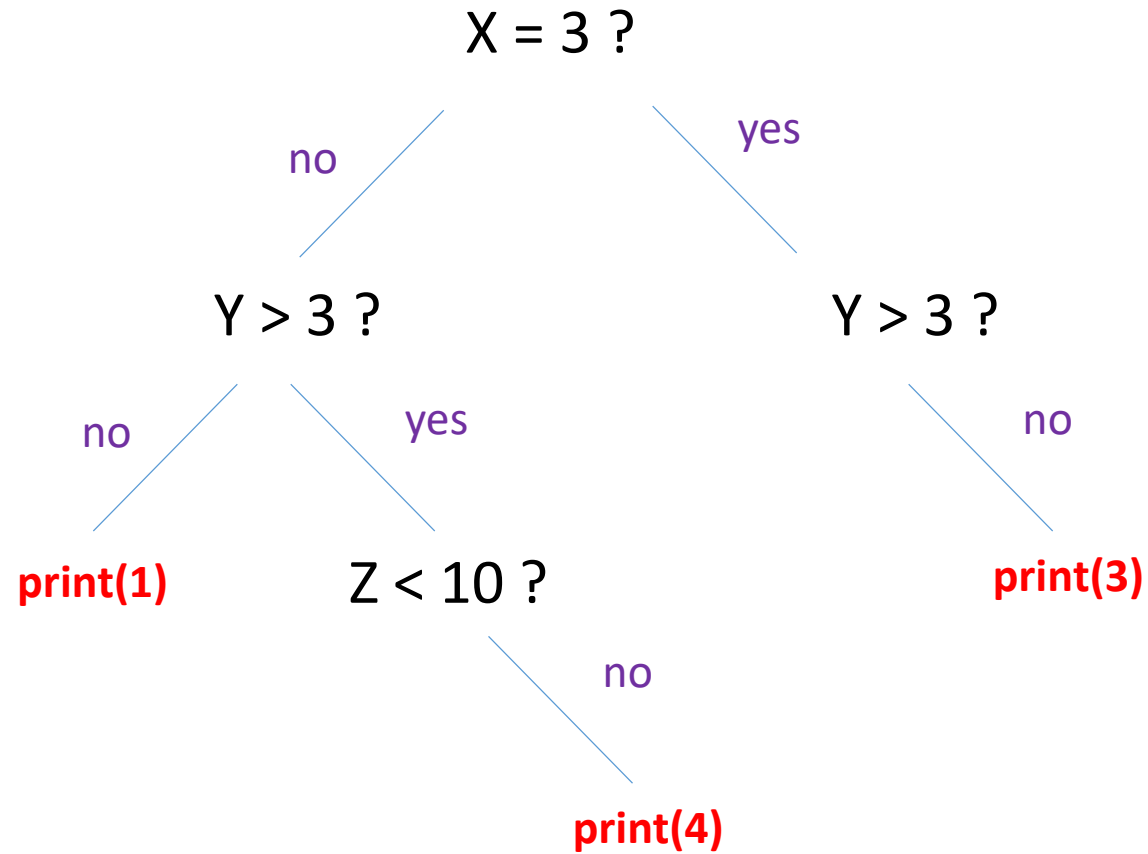 X = 3 ?
no
yes
Y > 3 ?
Y > 3 ?
no
yes
no
print(1)
Z < 10 ?
print(3)
no
print(4)